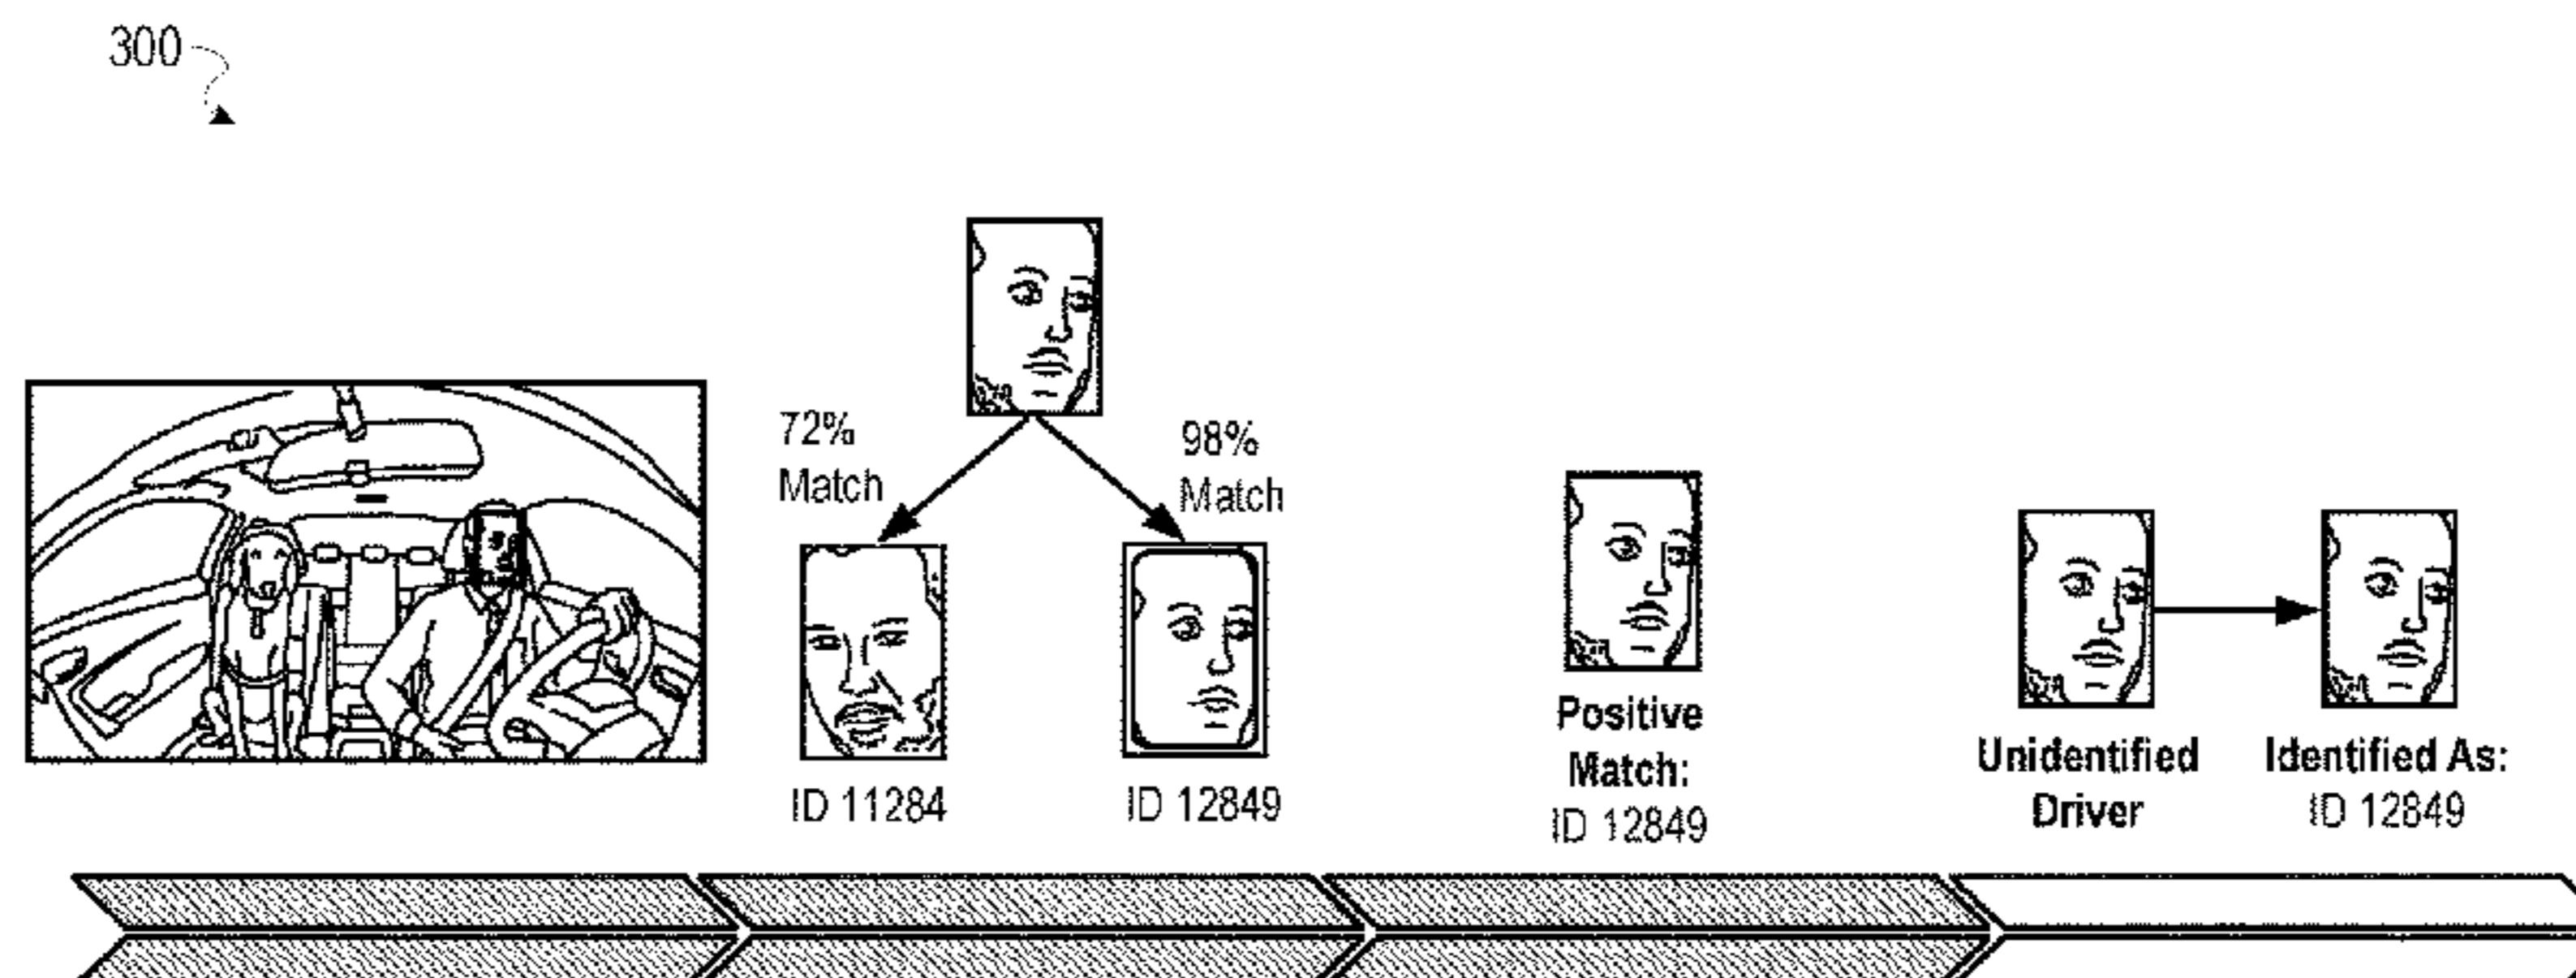 300
72%
Match
98%
Match
ID 11284
ID 12849
Positive
Match:
ID 12849
Unidentified
Driver
Identified As:
ID 12849